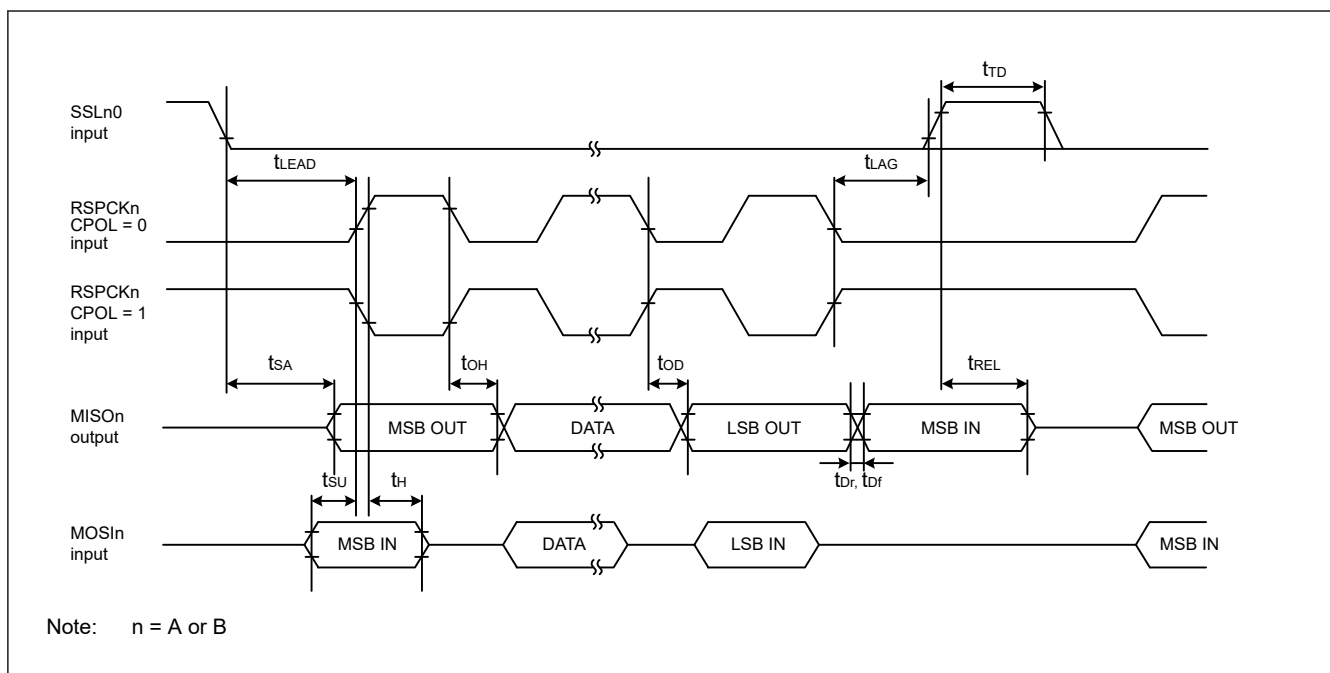 tTD
SSLn0
input
tLEAD
tLAG
RSPCKn
CPOL = 0
input
RSPCKn
CPOL = 1
input
tSA
tOH
tOD
tREL
MISOn
output
MSB OUT
DATA
LSB OUT
MSB IN
MSB OUT
tSU
tH
tDr, tDf
MOSIn
input
MSB IN
DATA
LSB IN
MSB IN
Note: n = A or B